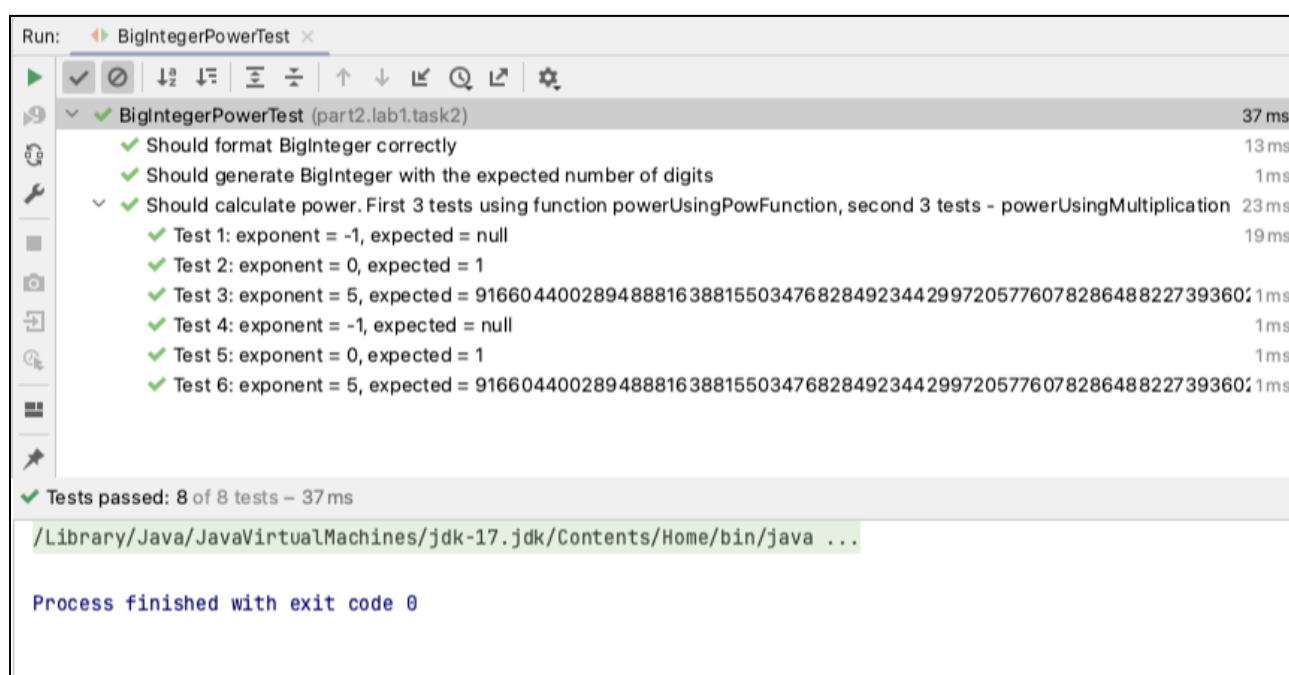 Run: BigIntegerPowerTest
BigIntegerPowerTest (part2.lab1.task2) 37 ms
Should format BigInteger correctly 13 ms
Should generate BigInteger with the expected number of digits 1 ms
Should calculate power. First 3 tests using function powerUsingPowFunction, second 3 tests - powerUsingMultiplication 23 ms
Test 1: exponent = -1, expected = null 19 ms
Test 2: exponent = 0, expected = 1
Test 3: exponent = 5, expected = 91660440028948881638815503476828492344299720577607828648822739360 1 ms
Test 4: exponent = -1, expected = null 1 ms
Test 5: exponent = 0, expected = 1 1 ms
Test 6: exponent = 5, expected = 91660440028948881638815503476828492344299720577607828648822739360 1 ms
Tests passed: 8 of 8 tests – 37 ms
/Library/Java/JavaVirtualMachines/jdk-17.jdk/Contents/Home/bin/java ...
Process finished with exit code 0